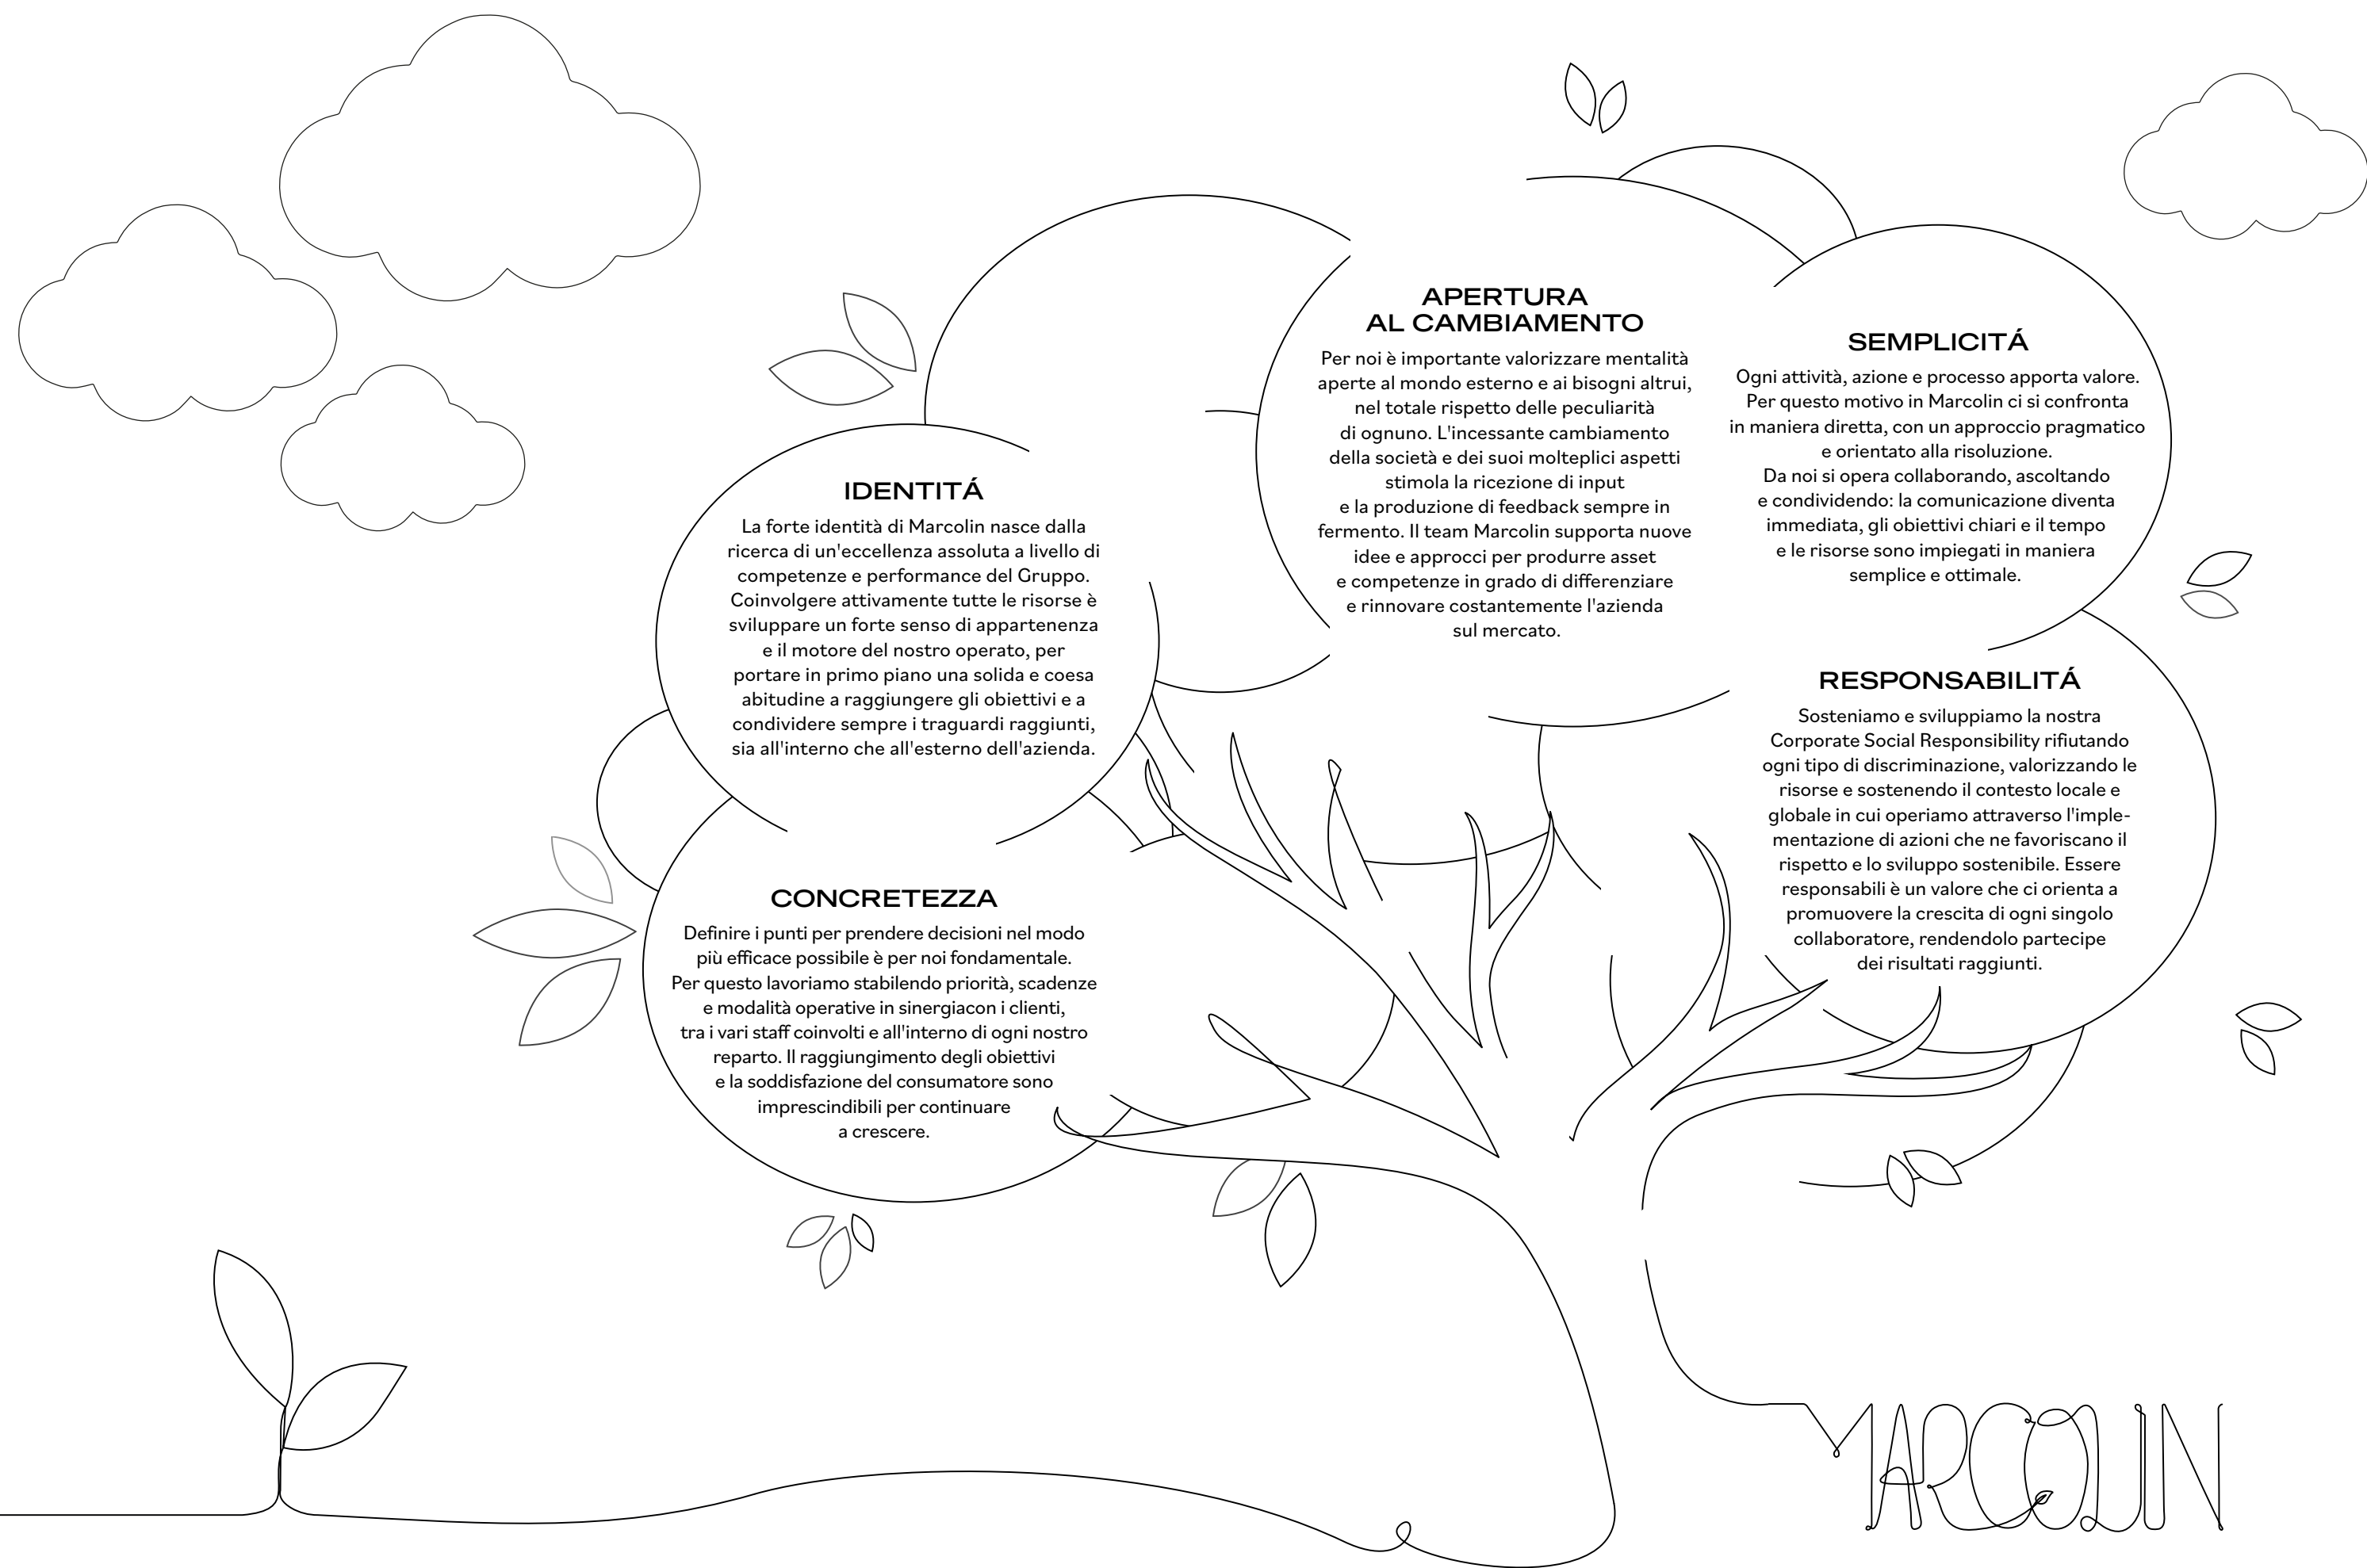 APERTURA
AL CAMBIAMENTO
Per noi è importante valorizzare mentalità
aperte al mondo esterno e ai bisogni altrui,
nel totale rispetto delle peculiarità
di ognuno. L'incessante cambiamento
della società e dei suoi molteplici aspetti
stimola la ricezione di input
e la produzione di feedback sempre in
fermento. Il team Marcolin supporta nuove
idee e approcci per produrre asset
e competenze in grado di differenziare
e rinnovare costantemente l'azienda
sul mercato.
SEMPLICITÁ
Ogni attività, azione e processo apporta valore.
Per questo motivo in Marcolin ci si confronta
in maniera diretta, con un approccio pragmatico
e orientato alla risoluzione.
Da noi si opera collaborando, ascoltando
e condividendo: la comunicazione diventa
immediata, gli obiettivi chiari e il tempo
e le risorse sono impiegati in maniera
semplice e ottimale.
IDENTITÁ
La forte identità di Marcolin nasce dalla
ricerca di un'eccellenza assoluta a livello di
competenze e performance del Gruppo.
Coinvolgere attivamente tutte le risorse è
sviluppare un forte senso di appartenenza
e il motore del nostro operato, per
portare in primo piano una solida e coesa
abitudine a raggiungere gli obiettivi e a
condividere sempre i traguardi raggiunti,
sia all'interno che all'esterno dell'azienda.
RESPONSABILITÁ
Sosteniamo e sviluppiamo la nostra
Corporate Social Responsibility rifiutando
ogni tipo di discriminazione, valorizzando le
risorse e sostenendo il contesto locale e
globale in cui operiamo attraverso l'imple-
mentazione di azioni che ne favoriscano il
rispetto e lo sviluppo sostenibile. Essere
responsabili è un valore che ci orienta a
promuovere la crescita di ogni singolo
collaboratore, rendendolo partecipe
dei risultati raggiunti.
CONCRETEZZA
Definire i punti per prendere decisioni nel modo
più efficace possibile è per noi fondamentale.
Per questo lavoriamo stabilendo priorità, scadenze
e modalità operative in sinergiacon i clienti,
tra i vari staff coinvolti e all'interno di ogni nostro
reparto. Il raggiungimento degli obiettivi
e la soddisfazione del consumatore sono
imprescindibili per continuare
a crescere.
MARCOLIN